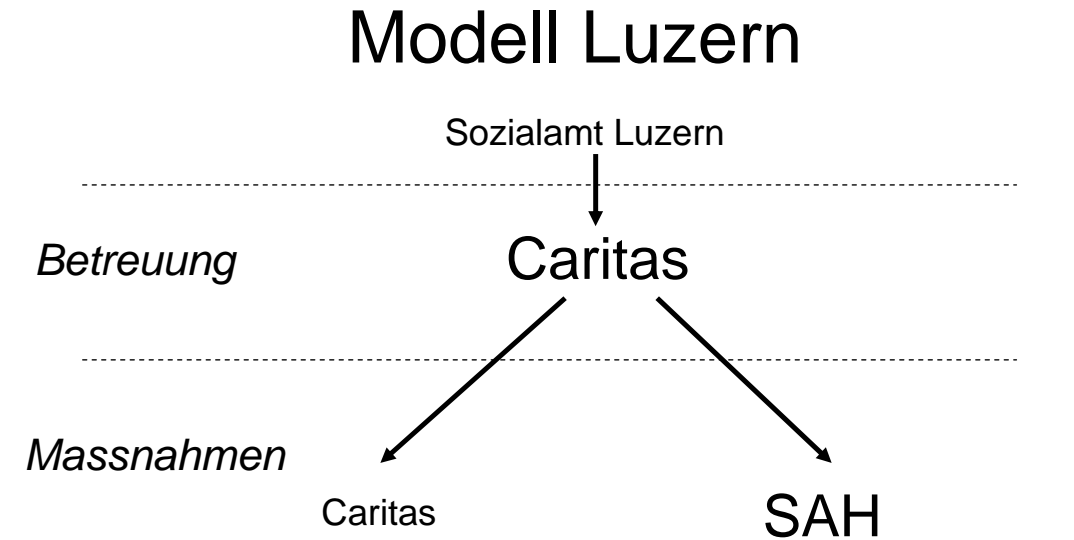 Modell Luzern
Sozialamt Luzern
Betreuung
Caritas
Massnahmen
Caritas
SAH